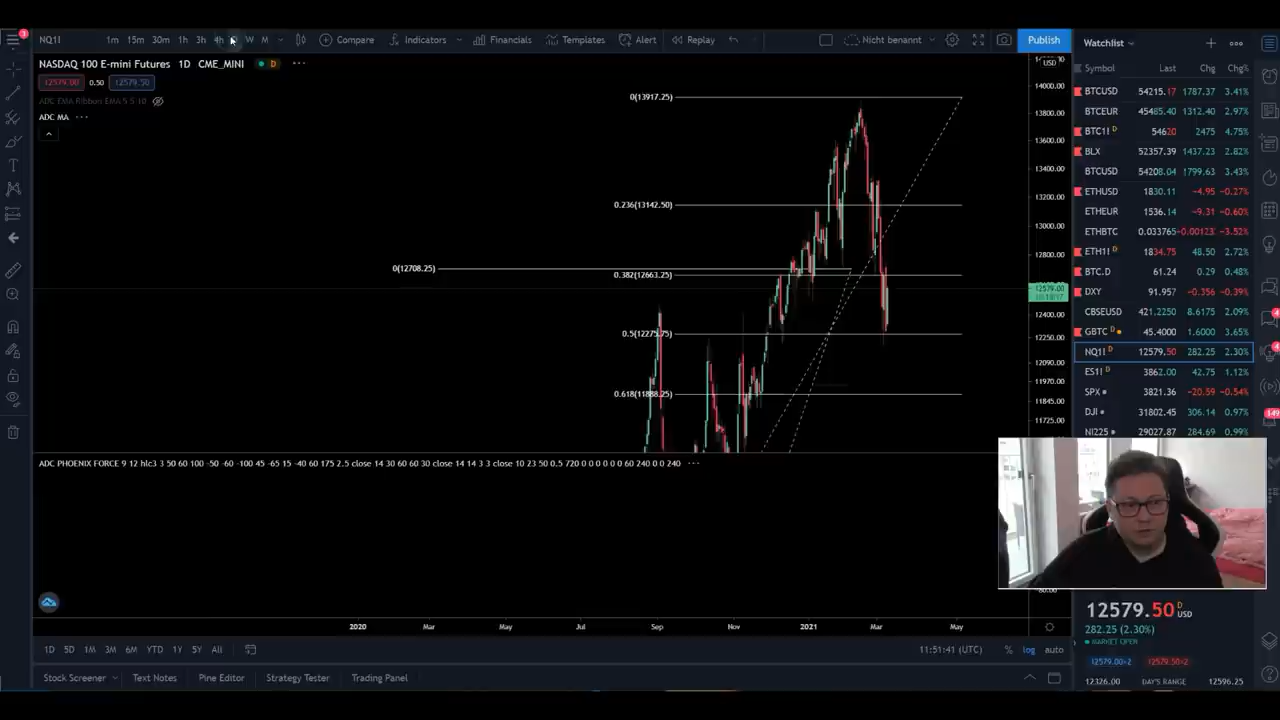 3
NQ1!
1m 15m 30m 1h 3h 4h D W M
Compare
Indicators
Financials
Templates
Alert
Replay
Nicht benannt
Publish
NASDAQ 100 E-mini Futures 1D CME_MINI D
12579.00 0.50 12579.50
ADC EMA Ribbon EMA 5 5 10
ADC MA
0(13917.25)
0.236(13142.50)
0(12708.25)
0.382(12663.25)
0.5(12275.75)
0.618(11888.25)
USD
14000.00
13800.00
13400.00
13200.00
13000.00
12800.00
12579.00
10:18:17
12400.00
12250.00
12090.00
11970.00
11845.00
11725.00
ADC PHOENIX FORCE 9 12 hlc3 3 50 60 100 -50 -60 -100 45 -65 15 -40 60 175 2.5 close 14 30 60 60 30 close 14 14 3 3 close 10 23 50 0.5 720 0 0 0 0 0 0 60 240 0 0 240
2020 Mar May Jul Sep Nov 2021 Mar May
1D 5D 1M 3M 6M YTD 1Y 5Y All
11:51:41 (UTC) % log auto
Stock Screener Text Notes Pine Editor Strategy Tester Trading Panel
Watchlist
Symbol Last Chg Chg%
BTCUSD 54215.17 1787.37 3.41%
BTCEUR 45485.40 1312.40 2.97%
BTC1! D 54620 2475 4.75%
BLX 52357.39 1437.23 2.82%
BTCUSD 54208.04 1799.63 3.43%
ETHUSD 1830.11 −4.95 −0.27%
ETHEUR 1536.14 −9.31 −0.60%
ETHBTC 0.033765 −0.00123 −3.52%
ETH1! D 1834.75 48.50 2.72%
BTC.D 61.24 0.29 0.48%
DXY 91.957 −0.356 −0.39%
CBSEUSD 421.2250 8.6175 2.09%
GBTC D 45.4000 1.6000 3.65%
NQ1! D 12579.50 282.25 2.30%
ES1! D 3862.00 42.75 1.12%
SPX 3821.36 −20.59 −0.54%
DJI 31802.45 306.14 0.97%
NI225 29027.87 284.69 0.99%
149
12579.50 D USD
282.25 (2.30%)
MARKET OPEN
12579.00×2 12579.50×2
12326.00 DAY'S RANGE 12596.25